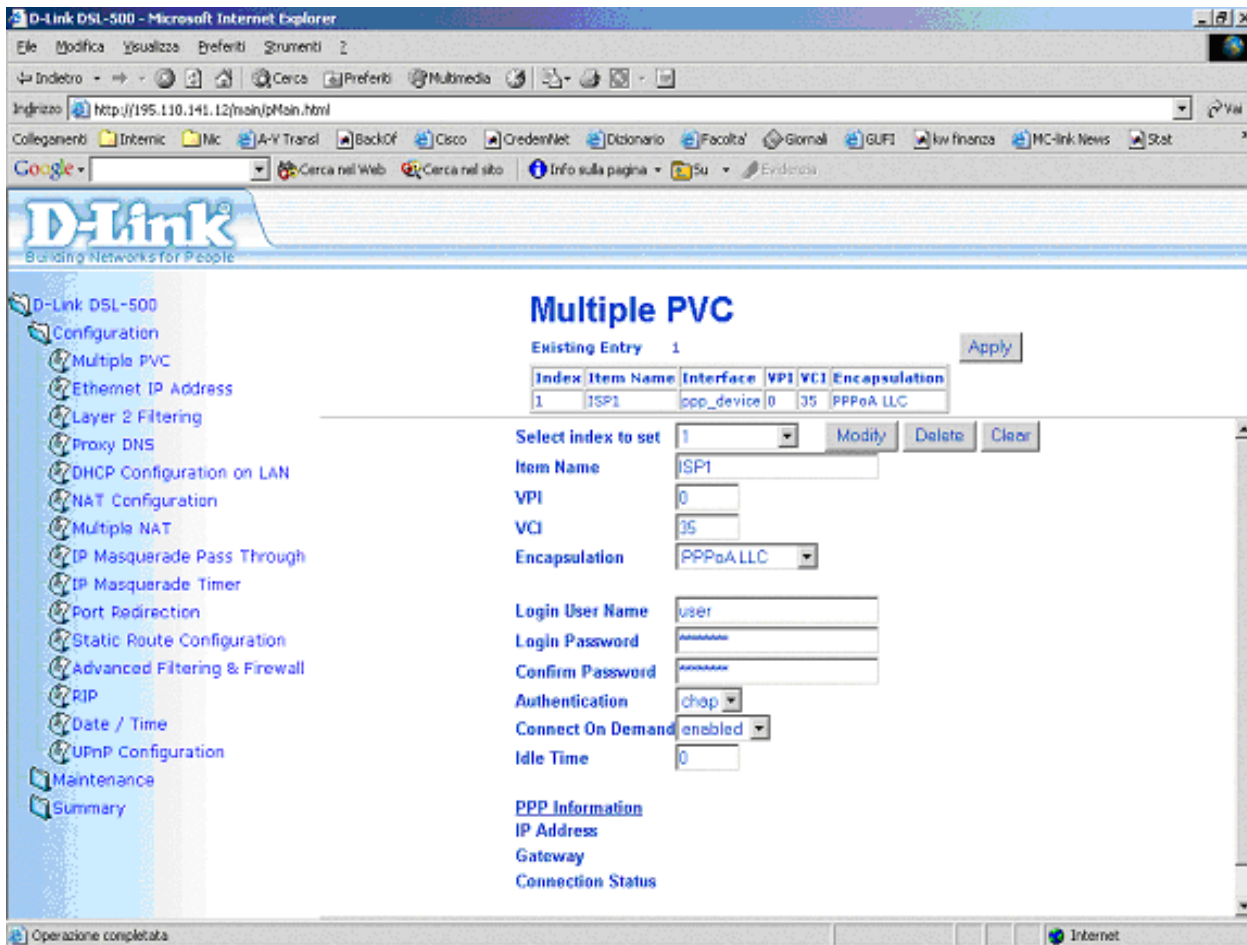 D-Link DSL-500 - Microsoft Internet Explorer
File Modifica Visualizza Preferiti Strumenti ?
Indietro Cerca Preferiti Multimedia
Indirizzo http://195.110.141.12/main/pMain.html Vai
Collegamenti Internic Nic A-V Transl BackOf Cisco CredemNet Dizionario Facolta' Giornali GUFI kw finanza MC-link News Stat
Google Cerca nel Web Cerca nel sito Info sulla pagina Su Evidenzia
D-Link
Building Networks for People
D-Link DSL-500
Configuration
Multiple PVC
Ethernet IP Address
Layer 2 Filtering
Proxy DNS
DHCP Configuration on LAN
NAT Configuration
Multiple NAT
IP Masquerade Pass Through
IP Masquerade Timer
Port Redirection
Static Route Configuration
Advanced Filtering & Firewall
RIP
Date / Time
UPnP Configuration
Maintenance
Summary
Multiple PVC
Existing Entry 1 Apply
Index Item Name Interface VPI VCI Encapsulation
1 ISP1 ppp_device 0 35 PPPoA LLC
Select index to set 1 Modify Delete Clear
Item Name ISP1
VPI 0
VCI 35
Encapsulation PPPoA LLC
Login User Name user
Login Password ********
Confirm Password ********
Authentication chap
Connect On Demand enabled
Idle Time 0
PPP Information
IP Address
Gateway
Connection Status
Operazione completata Internet